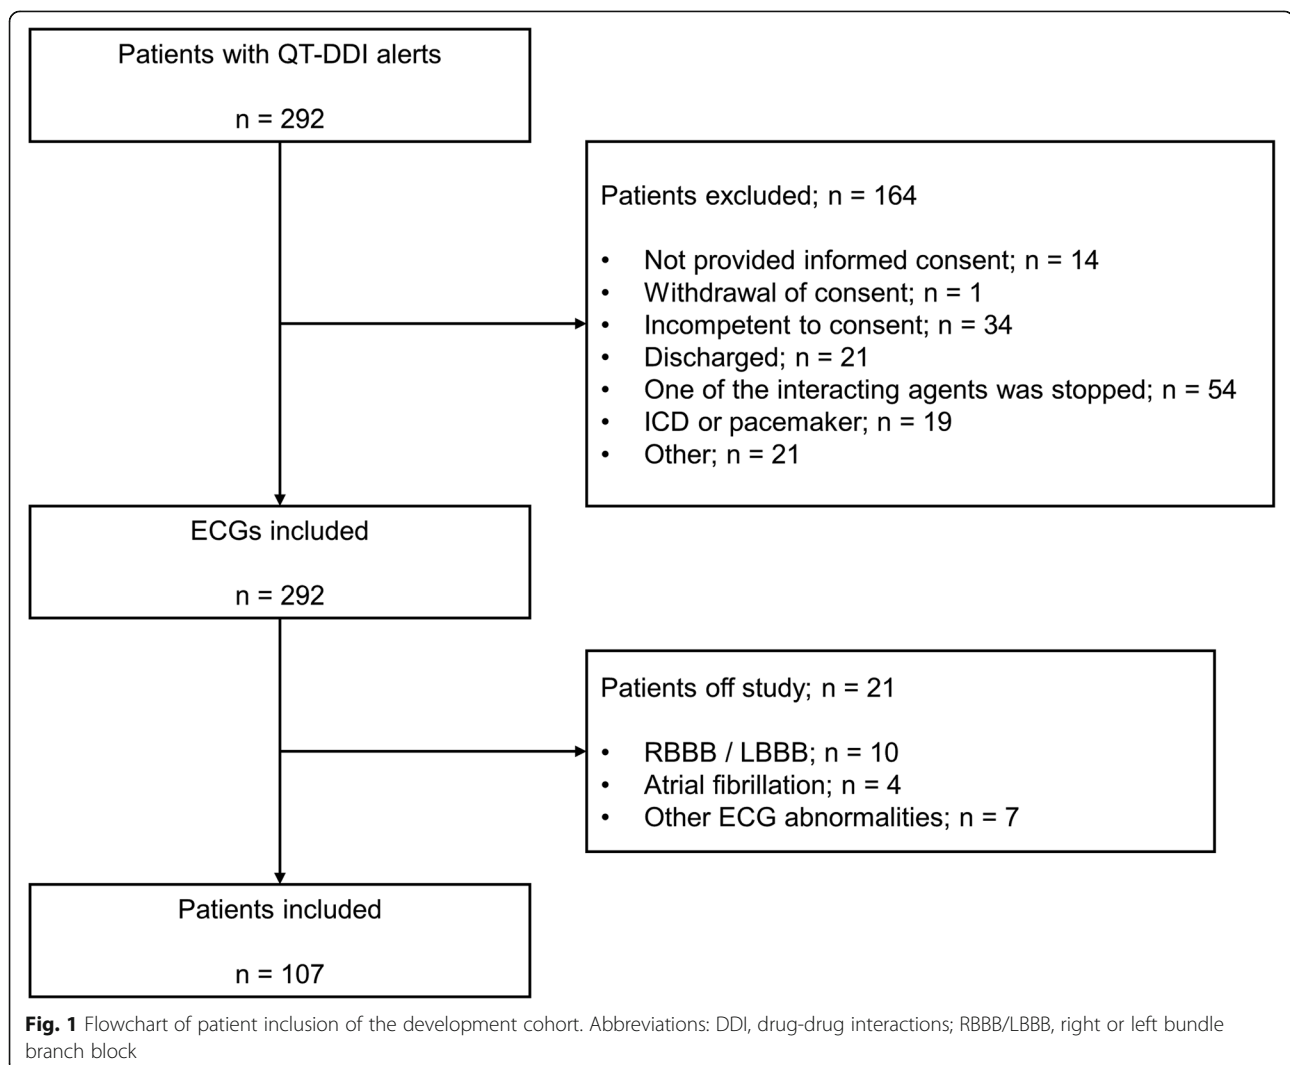 Patients with QT-DDI alerts
n = 292
Patients excluded; n = 164
• Not provided informed consent; n = 14
• Withdrawal of consent; n = 1
• Incompetent to consent; n = 34
• Discharged; n = 21
• One of the interacting agents was stopped; n = 54
• ICD or pacemaker; n = 19
• Other; n = 21
ECGs included
n = 292
Patients off study; n = 21
• RBBB / LBBB; n = 10
• Atrial fibrillation; n = 4
• Other ECG abnormalities; n = 7
Patients included
n = 107
Fig. 1 Flowchart of patient inclusion of the development cohort. Abbreviations: DDI, drug-drug interactions; RBBB/LBBB, right or left bundle
branch block